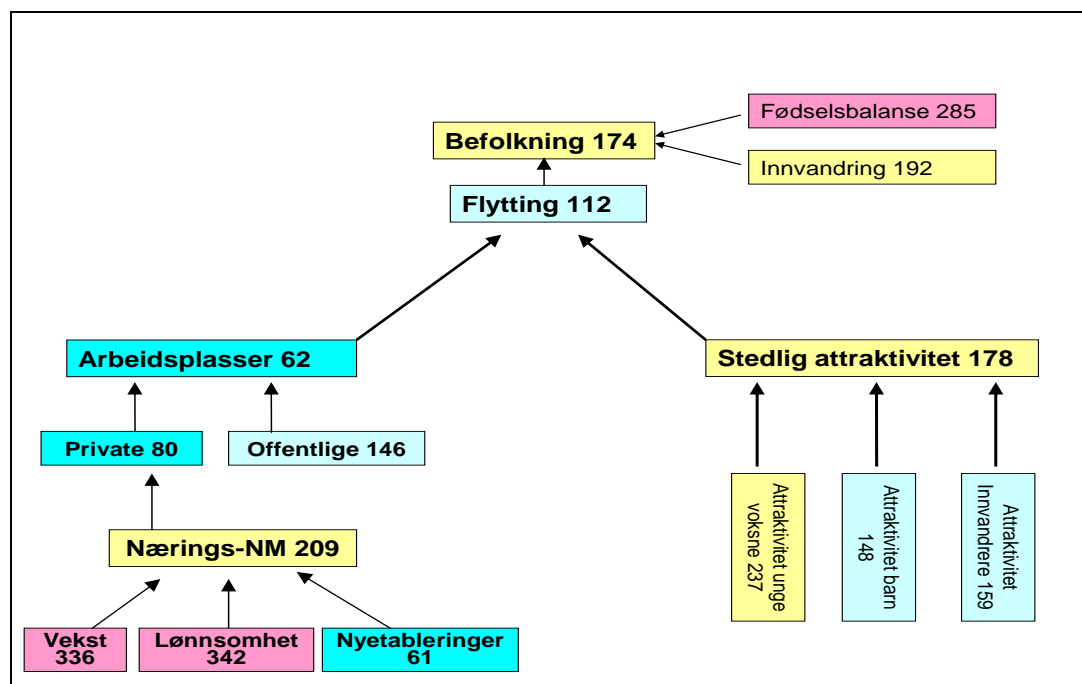 Fødselsbalanse 285
Befolkning 174
Innvandring 192
Flytting 112
Arbeidsplasser 62
Stedlig attraktivitet 178
Private 80
Offentlige 146
Attraktivitet unge
voksne 237
Attraktivitet barn
148
Attraktivitet
Innvandrere 159
Nærings-NM 209
Vekst
336
Lønnsomhet
342
Nyetableringer
61